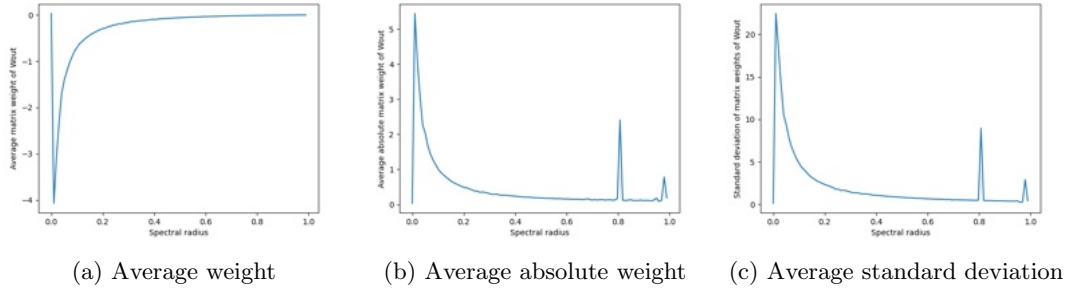 Average matrix weight of Wout
0
−1
−2
−3
−4
0.0 0.2 0.4 0.6 0.8 1.0
Spectral radius
(a) Average weight
Average absolute matrix weight of Wout
5
4
3
2
1
0
0.0 0.2 0.4 0.6 0.8 1.0
Spectral radius
(b) Average absolute weight
Standard deviation of matrix weights of Wout
20
15
10
5
0
0.0 0.2 0.4 0.6 0.8 1.0
Spectral radius
(c) Average standard deviation